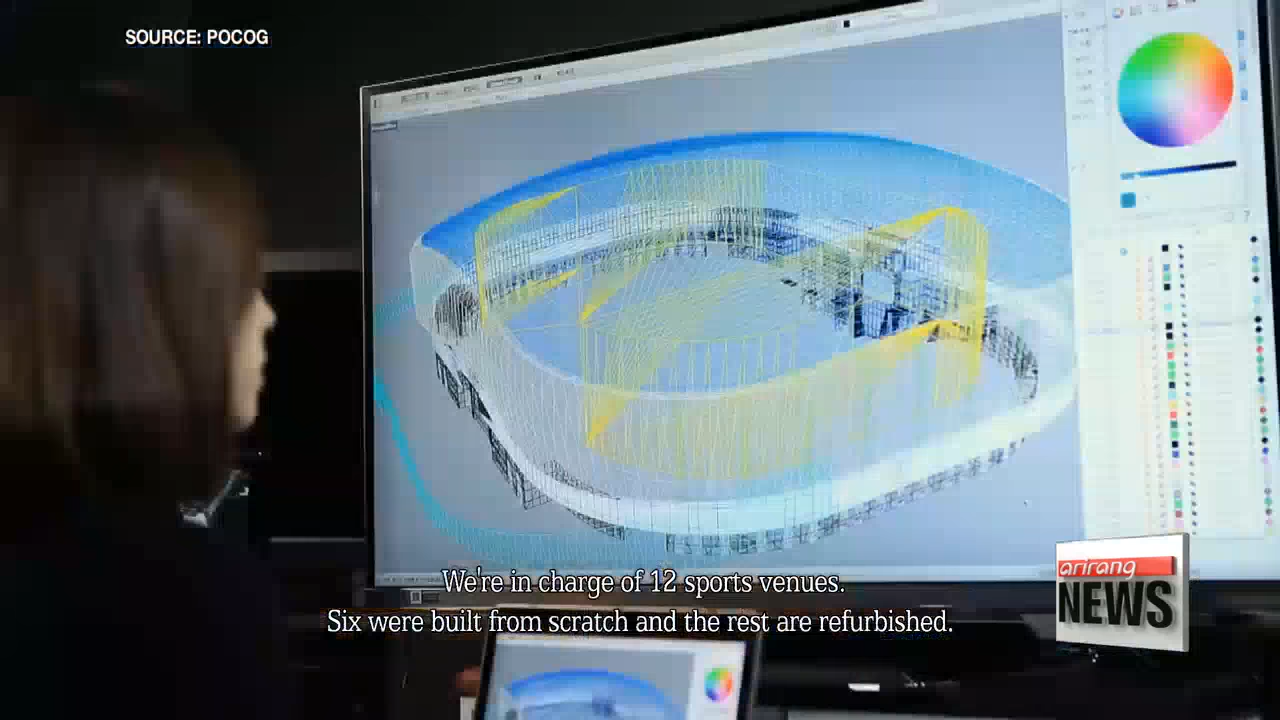 SOURCE: POCOG
We're in charge of 12 sports venues.
Six were built from scratch and the rest are refurbished.
arirang
NEWS